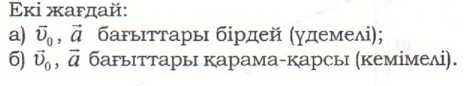 Екі жағдай:
а) υ⃗₀, a⃗ бағыттары бірдей (үдемелі);
б) υ⃗₀, a⃗ бағыттары қарама-қарсы (кемімелі).